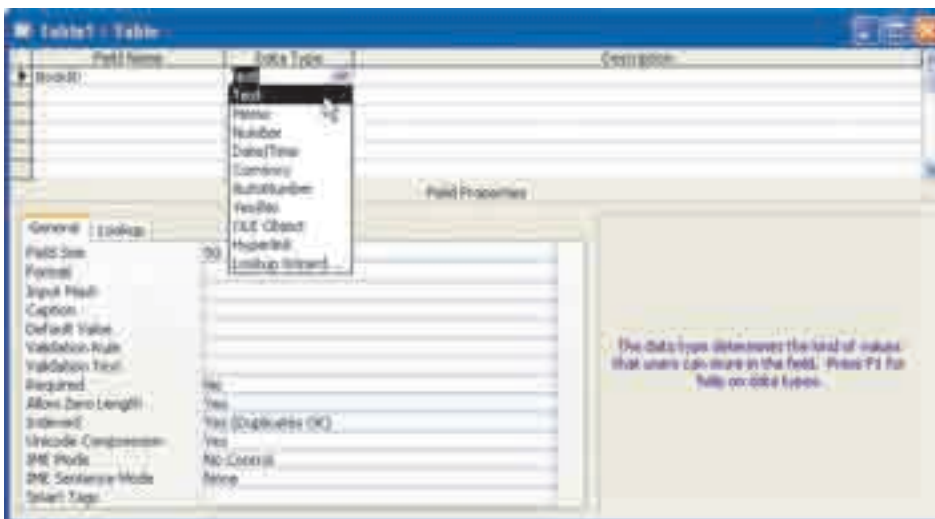 Table1 : Table
Field Name Data Type Description
BookID Text
Text
Memo
Number
Date/Time
Currency
AutoNumber
Yes/No
OLE Object
Hyperlink
Lookup Wizard...
Field Properties
General Lookup
Field Size 50
Format
Input Mask
Caption
Default Value
Validation Rule
Validation Text
Required No
Allow Zero Length Yes
Indexed Yes (Duplicates OK)
Unicode Compression Yes
IME Mode No Control
IME Sentence Mode None
Smart Tags
The data type determines the kind of values
that users can store in the field. Press F1 for
help on data types.